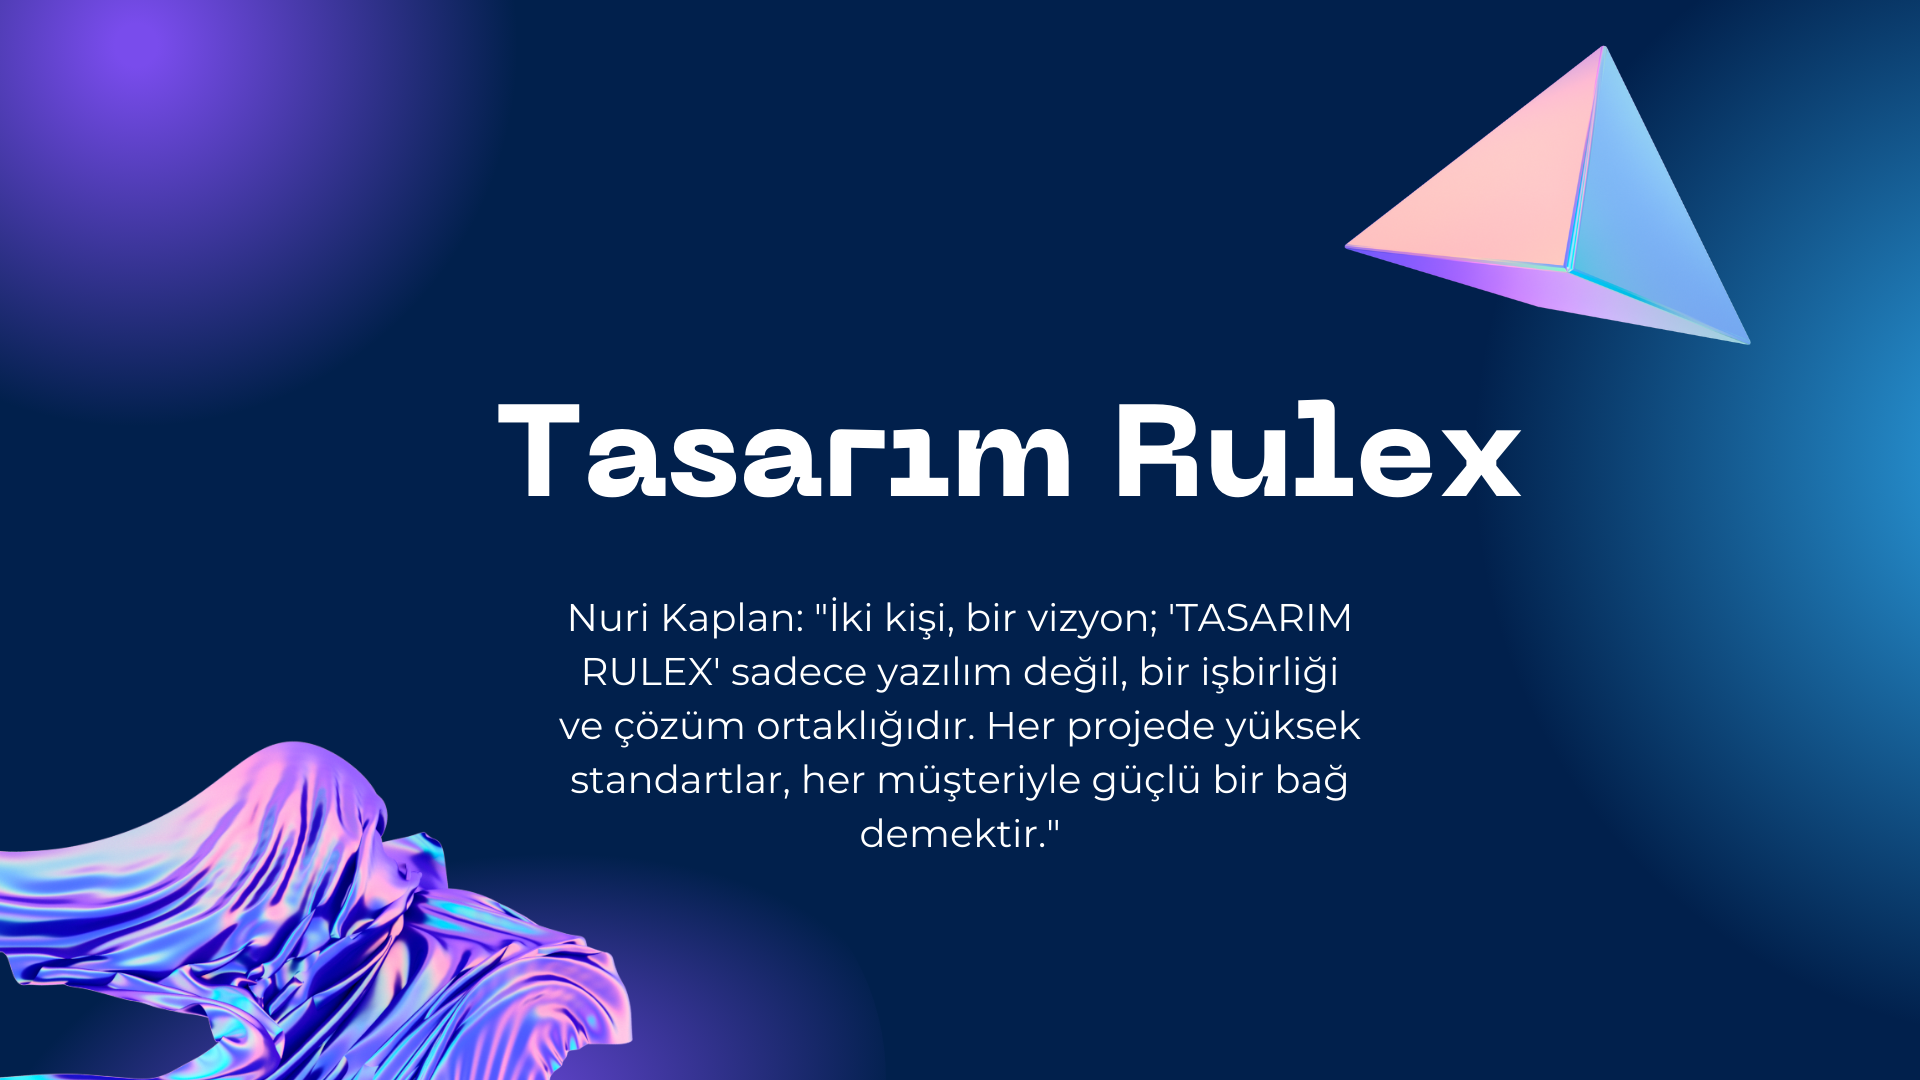 Tasarım Rulex
Nuri Kaplan: "İki kişi, bir vizyon; 'TASARIM
RULEX' sadece yazılım değil, bir işbirliği
ve çözüm ortaklığıdır. Her projede yüksek
standartlar, her müşteriyle güçlü bir bağ
demektir."